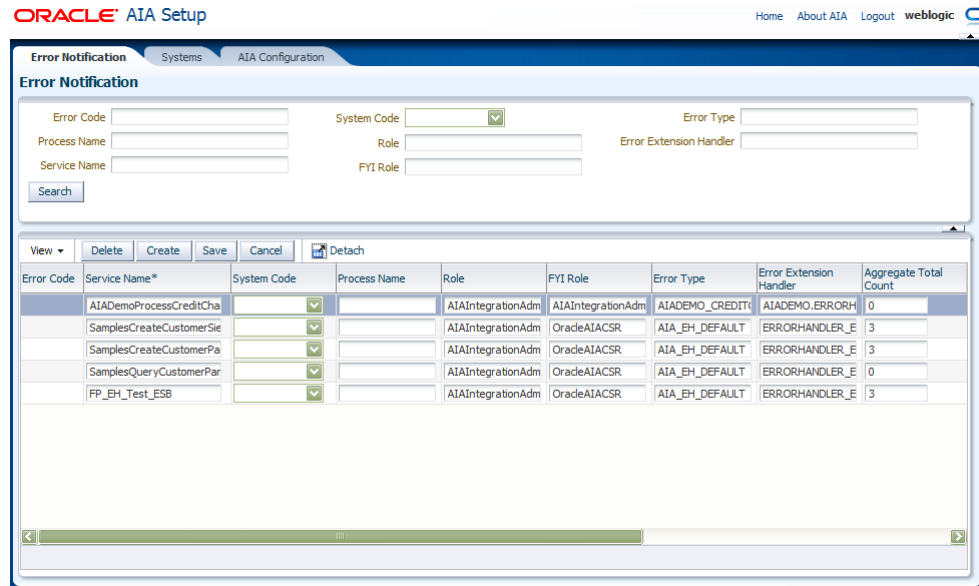 ORACLE AIA Setup
Home About AIA Logout weblogic
Error Notification Systems AIA Configuration
Error Notification
Error Code System Code Error Type
Process Name Role Error Extension Handler
Service Name FYI Role
Search
View Delete Create Save Cancel Detach
Error Code Service Name* System Code Process Name Role FYI Role Error Type Error Extension Handler Aggregate Total Count
AIADemoProcessCreditCha AIAIntegrationAdm AIAIntegrationAdm AIADEMO_CREDIT AIADEMO.ERRORH 0
SamplesCreateCustomerSie AIAIntegrationAdm OracleAIACSR AIA_EH_DEFAULT ERRORHANDLER_E 3
SamplesCreateCustomerPa AIAIntegrationAdm OracleAIACSR AIA_EH_DEFAULT ERRORHANDLER_E 3
SamplesQueryCustomerPar AIAIntegrationAdm OracleAIACSR AIA_EH_DEFAULT ERRORHANDLER_E 0
FP_EH_Test_ESB AIAIntegrationAdm OracleAIACSR AIA_EH_DEFAULT ERRORHANDLER_E 3